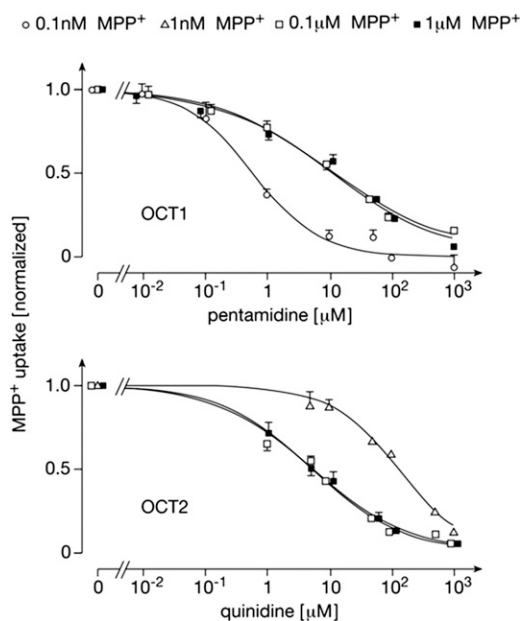 ○ 0.1nM MPP⁺ △ 1nM MPP⁺ □ 0.1μM MPP⁺ ■ 1μM MPP⁺
MPP⁺ uptake [normalized]
1.0
0.5
0
OCT1
0 10⁻² 10⁻¹ 1 10¹ 10² 10³
pentamidine [μM]
1.0
0.5
0
OCT2
0 10⁻² 10⁻¹ 1 10¹ 10² 10³
quinidine [μM]